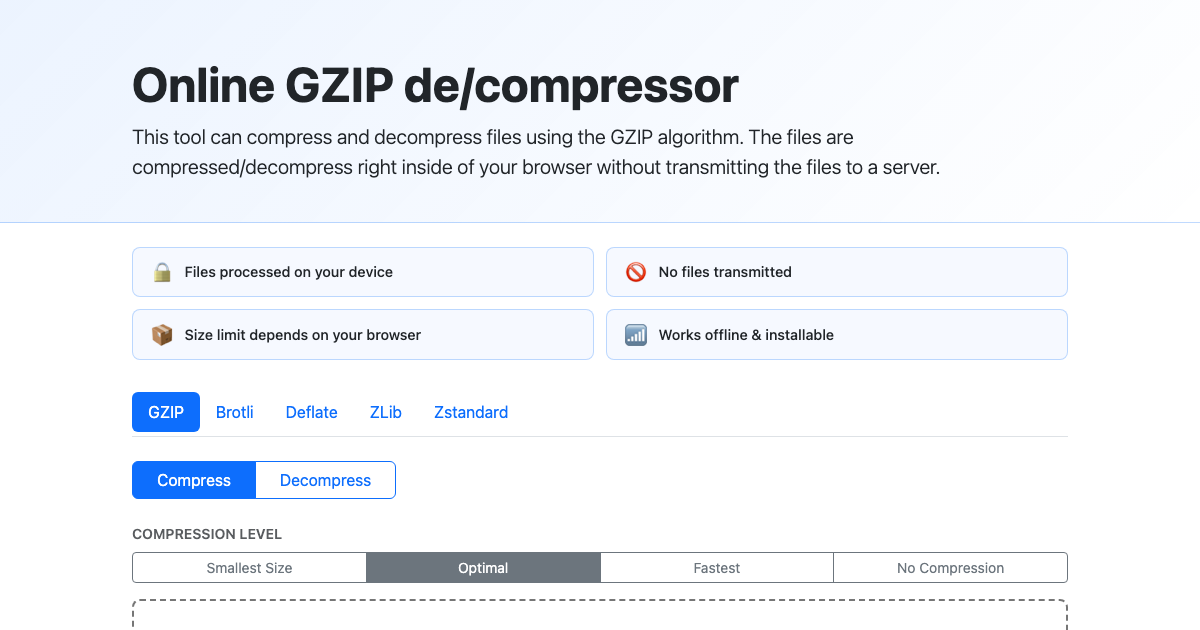 Online GZIP de/compressor
This tool can compress and decompress files using the GZIP algorithm. The files are
compressed/decompress right inside of your browser without transmitting the files to a server.
Files processed on your device
No files transmitted
Size limit depends on your browser
Works offline & installable
GZIP Brotli Deflate ZLib Zstandard
Compress Decompress
COMPRESSION LEVEL
Smallest Size Optimal Fastest No Compression